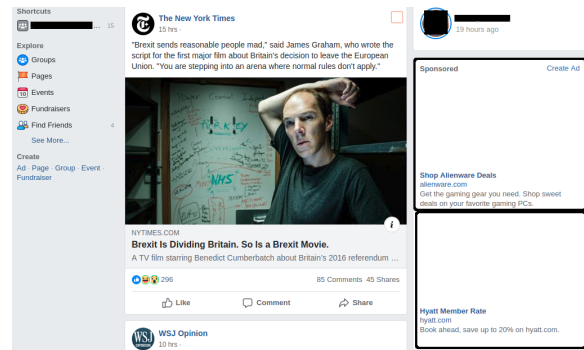 Shortcuts
... 15
Explore
Groups
Pages
Events
Fundraisers
Find Friends 4
See More...
Create
Ad · Page · Group · Event ·
Fundraiser
The New York Times
15 hrs ·
"Brexit sends reasonable people mad," said James Graham, who wrote the
script for the first major film about Britain's decision to leave the European
Union. "You are stepping into an arena where normal rules don't apply."
TURKEY
NHS
i
NYTIMES.COM
Brexit Is Dividing Britain. So Is a Brexit Movie.
A TV film starring Benedict Cumberbatch about Britain's 2016 referendum ...
296 85 Comments 45 Shares
Like Comment Share
WSJ
WSJ Opinion
10 hrs ·
19 hours ago
Sponsored Create Ad
Shop Alienware Deals
alienware.com
Get the gaming gear you need. Shop sweet
deals on your favorite gaming PCs.
Hyatt Member Rate
hyatt.com
Book ahead, save up to 20% on hyatt.com.